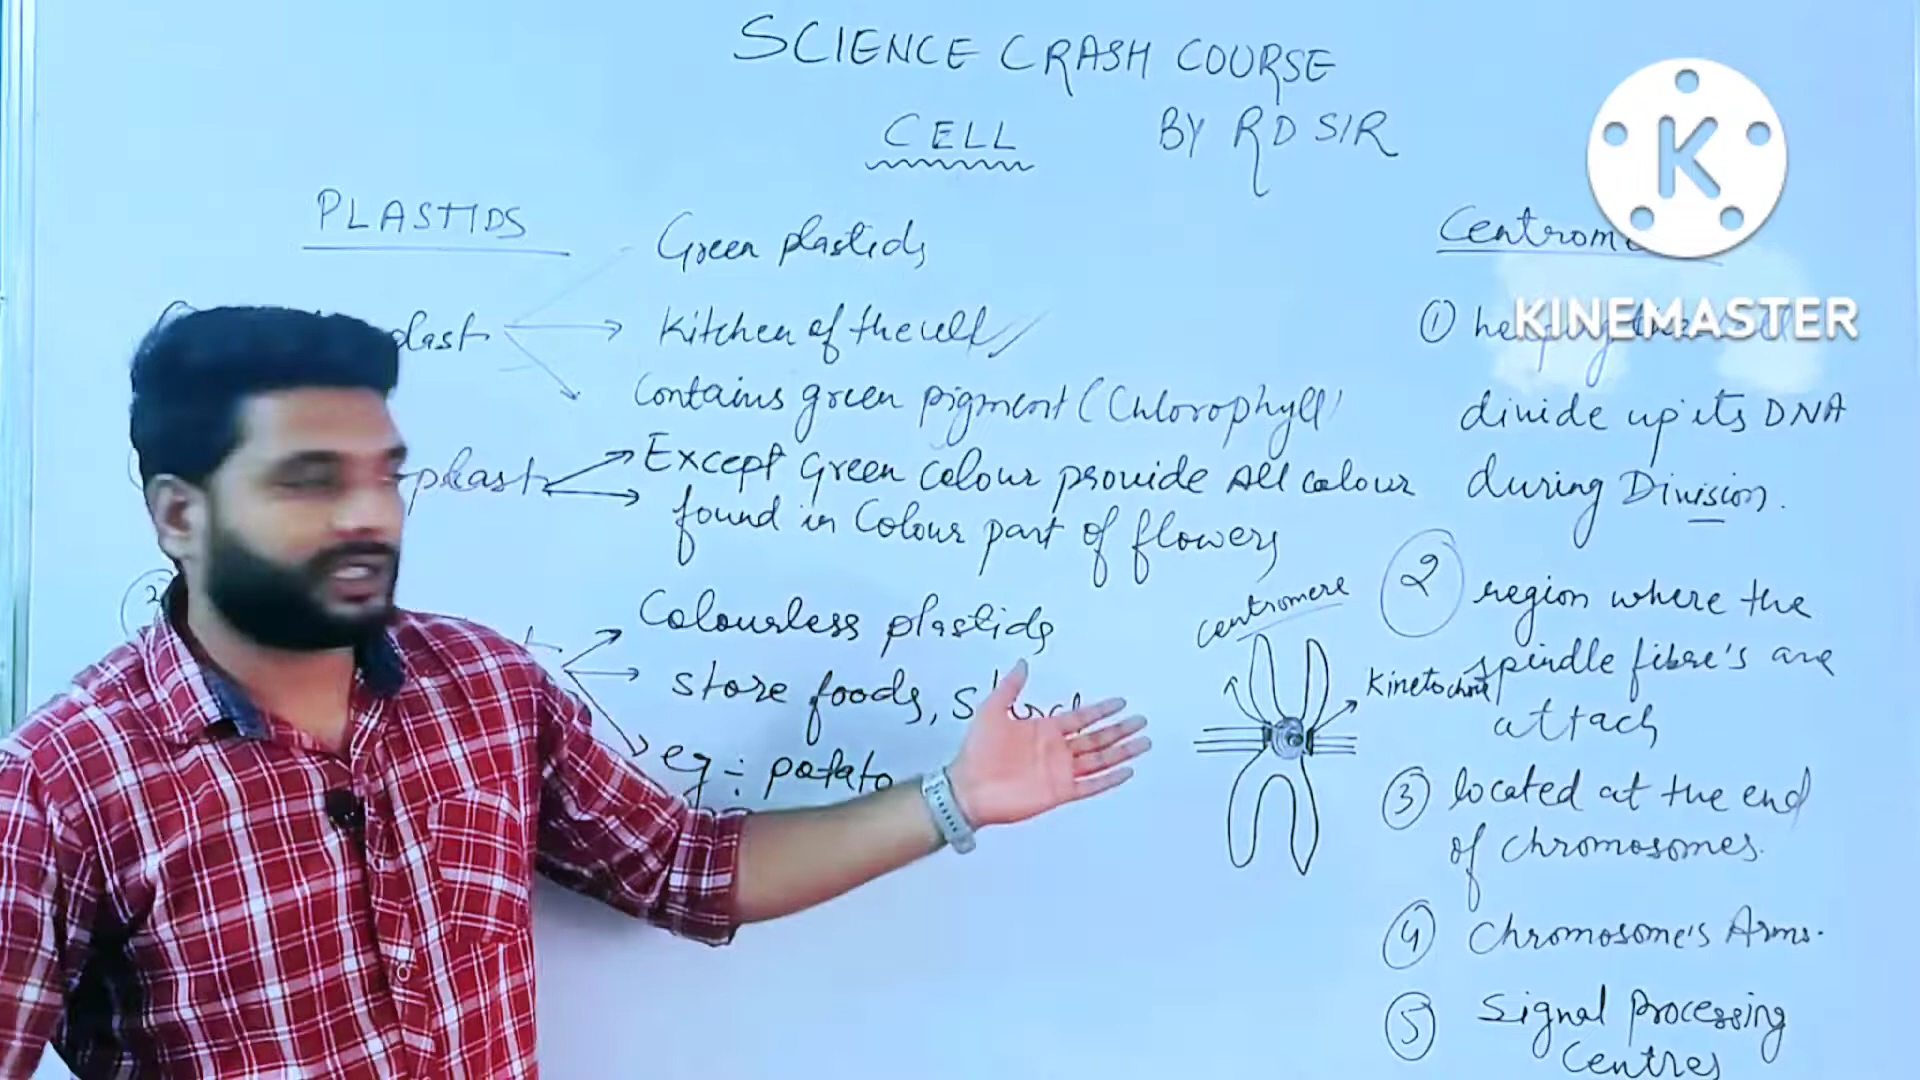 SCIENCE CRASH COURSE
CELL
BY RD SIR
PLASTIDS
Green plastids
Kitchen of the cell
Contains green pigment (Chlorophyll)
Except Green Colour provide All colour
found in Colour part of flowers
Colourless plastids
store foods,
eg :- potato
centromere
Kinetochore
①
divide up its DNA
during Division.
② region where the
spindle fibre's are
attach
③ located at the end
of chromosomes.
④ Chromosome's Arms.
⑤ Signal Processing
Centres
K
KINEMASTER